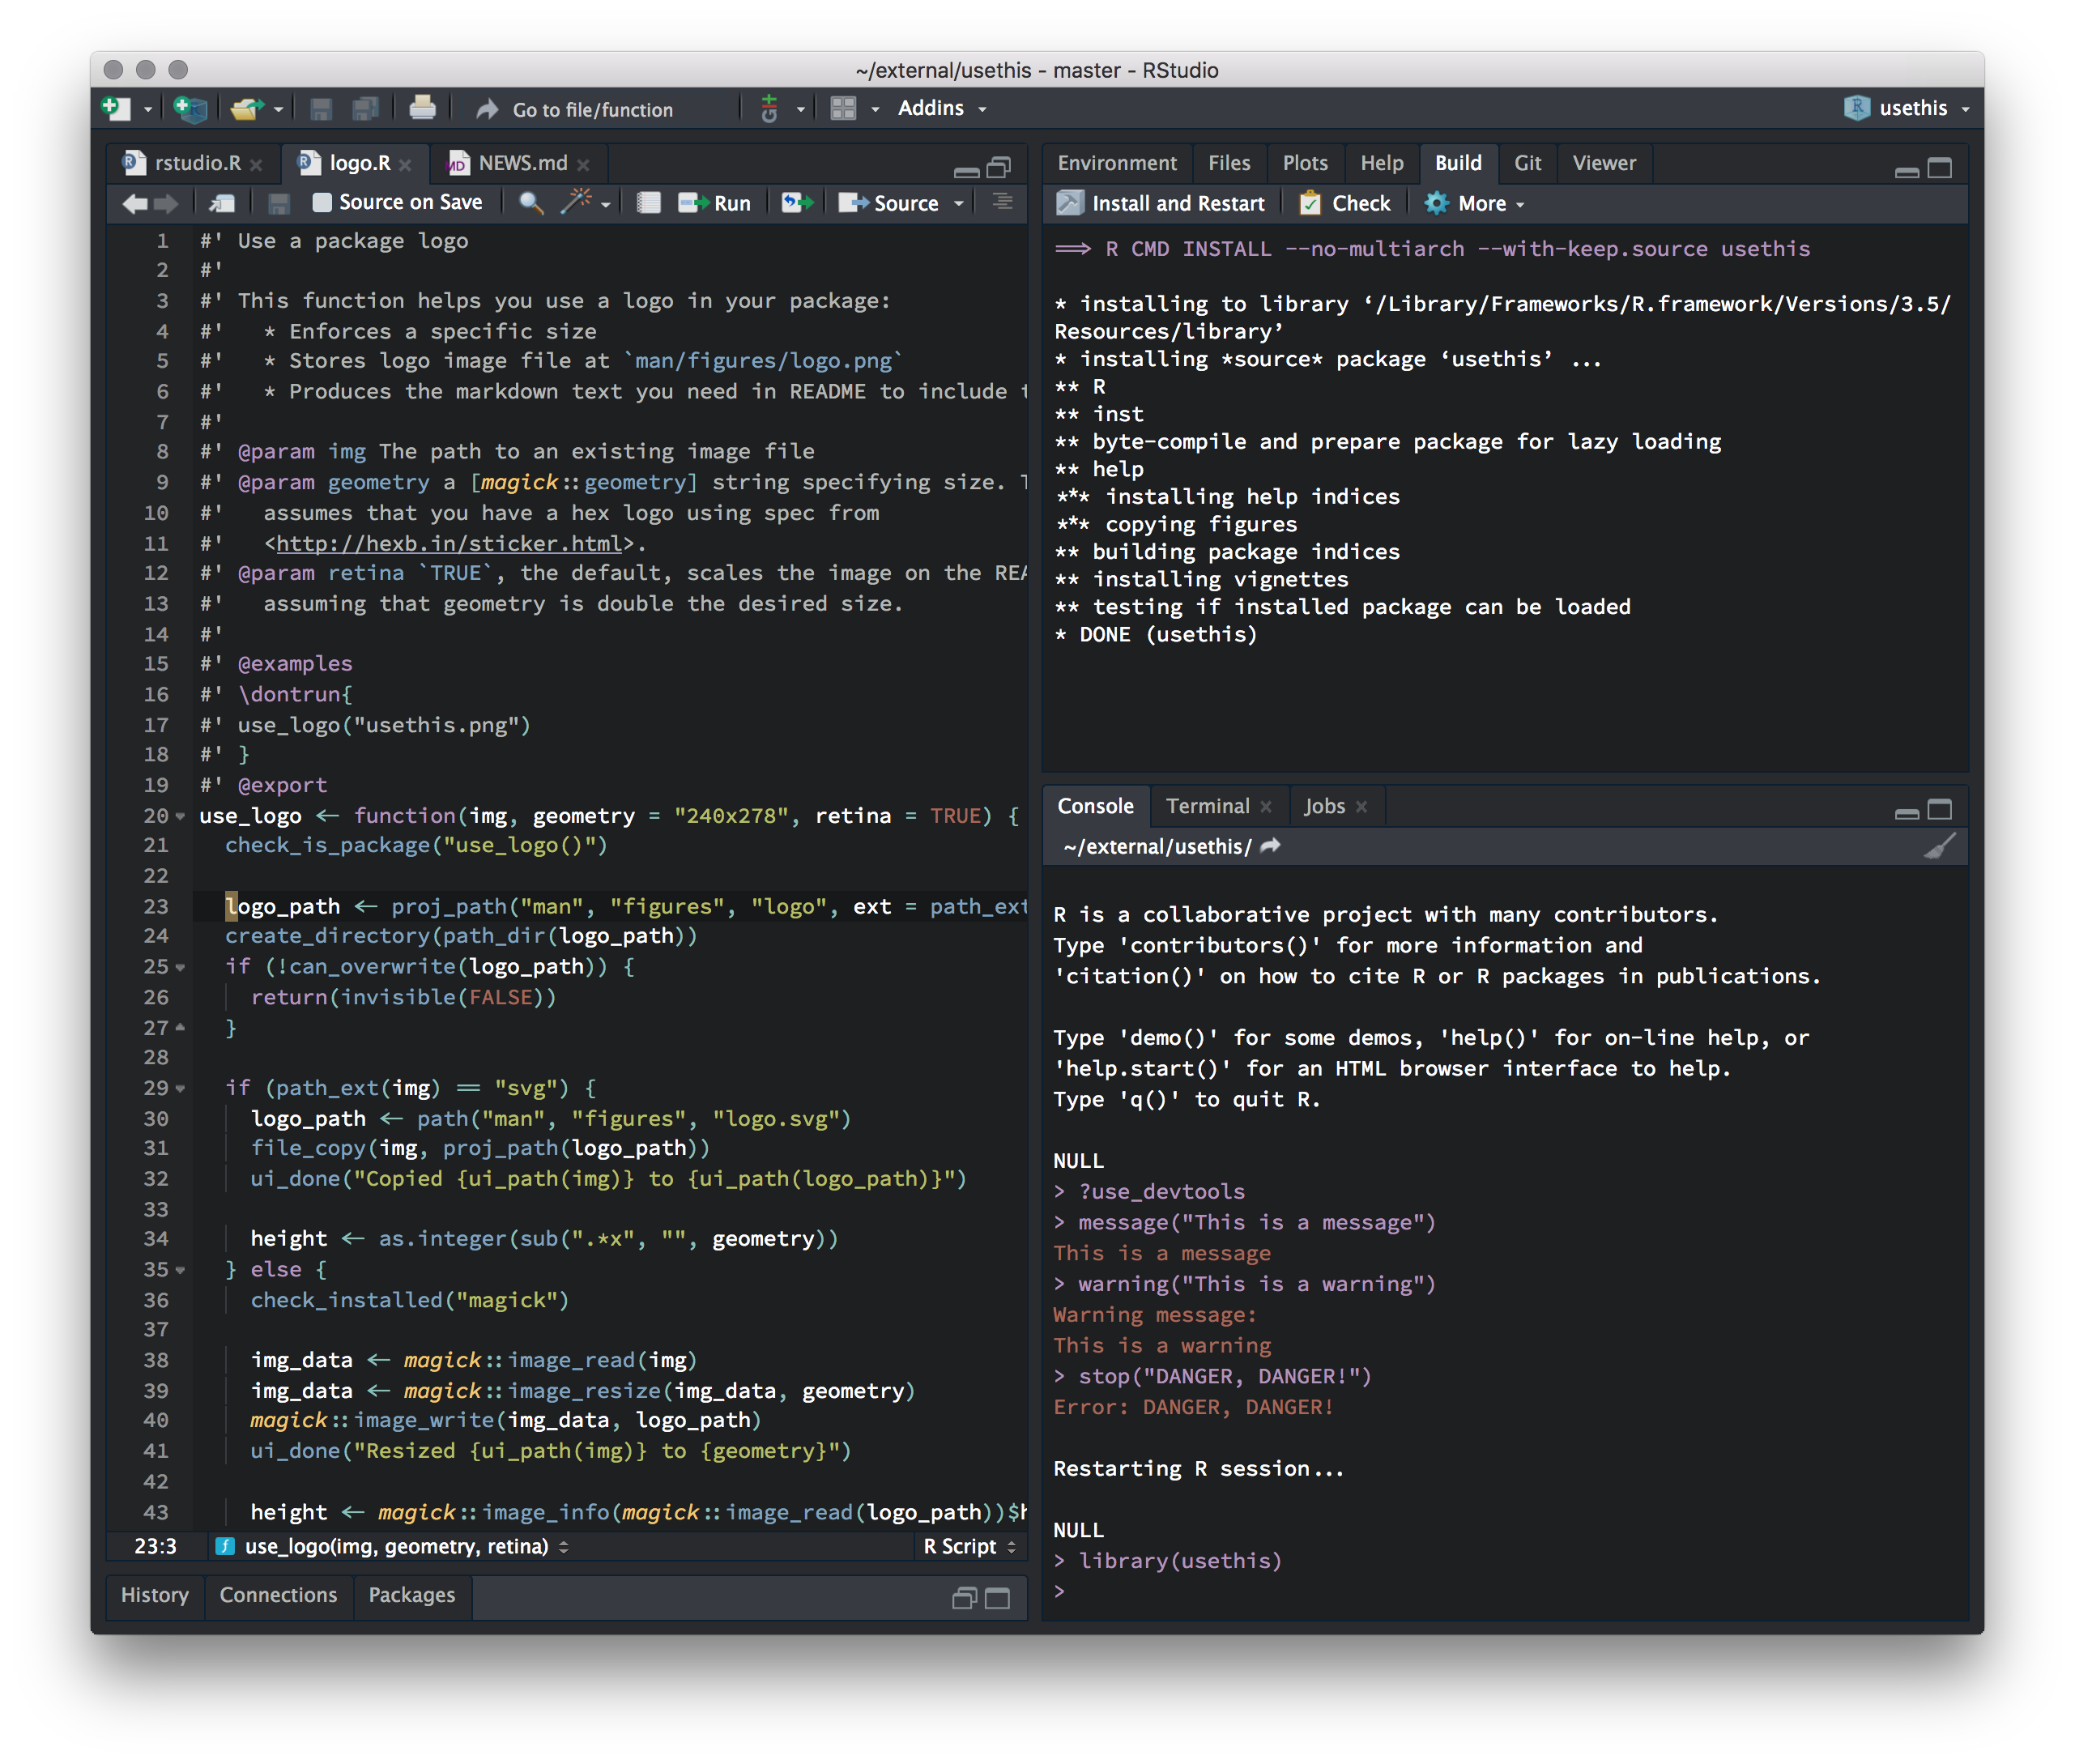 ~/external/usethis - master - RStudio
Go to file/function
Addins
usethis
rstudio.R
logo.R
NEWS.md
Source on Save
Run
Source
1 #' Use a package logo
2 #'
3 #' This function helps you use a logo in your package:
4 #'   * Enforces a specific size
5 #'   * Stores logo image file at `man/figures/logo.png`
6 #'   * Produces the markdown text you need in README to include t
7 #'
8 #' @param img The path to an existing image file
9 #' @param geometry a [magick::geometry] string specifying size. T
10 #'   assumes that you have a hex logo using spec from
11 #'   <http://hexb.in/sticker.html>.
12 #' @param retina `TRUE`, the default, scales the image on the REA
13 #'   assuming that geometry is double the desired size.
14 #'
15 #' @examples
16 #' \dontrun{
17 #' use_logo("usethis.png")
18 #' }
19 #' @export
20 use_logo <- function(img, geometry = "240x278", retina = TRUE) {
21   check_is_package("use_logo()")
22
23   logo_path <- proj_path("man", "figures", "logo", ext = path_ext
24   create_directory(path_dir(logo_path))
25   if (!can_overwrite(logo_path)) {
26     return(invisible(FALSE))
27   }
28
29   if (path_ext(img) == "svg") {
30     logo_path <- path("man", "figures", "logo.svg")
31     file_copy(img, proj_path(logo_path))
32     ui_done("Copied {ui_path(img)} to {ui_path(logo_path)}")
33
34     height <- as.integer(sub(".*x", "", geometry))
35   } else {
36     check_installed("magick")
37
38     img_data <- magick::image_read(img)
39     img_data <- magick::image_resize(img_data, geometry)
40     magick::image_write(img_data, logo_path)
41     ui_done("Resized {ui_path(img)} to {geometry}")
42
43     height <- magick::image_info(magick::image_read(logo_path))$h
23:3
use_logo(img, geometry, retina)
R Script
History
Connections
Packages
Environment
Files
Plots
Help
Build
Git
Viewer
Install and Restart
Check
More
==> R CMD INSTALL --no-multiarch --with-keep.source usethis
* installing to library ‘/Library/Frameworks/R.framework/Versions/3.5/
Resources/library’
* installing *source* package ‘usethis’ ...
** R
** inst
** byte-compile and prepare package for lazy loading
** help
*** installing help indices
*** copying figures
** building package indices
** installing vignettes
** testing if installed package can be loaded
* DONE (usethis)
Console
Terminal
Jobs
~/external/usethis/
R is a collaborative project with many contributors.
Type 'contributors()' for more information and
'citation()' on how to cite R or R packages in publications.
Type 'demo()' for some demos, 'help()' for on-line help, or
'help.start()' for an HTML browser interface to help.
Type 'q()' to quit R.
NULL
> ?use_devtools
> message("This is a message")
This is a message
> warning("This is a warning")
Warning message:
This is a warning
> stop("DANGER, DANGER!")
Error: DANGER, DANGER!
Restarting R session...
NULL
> library(usethis)
>